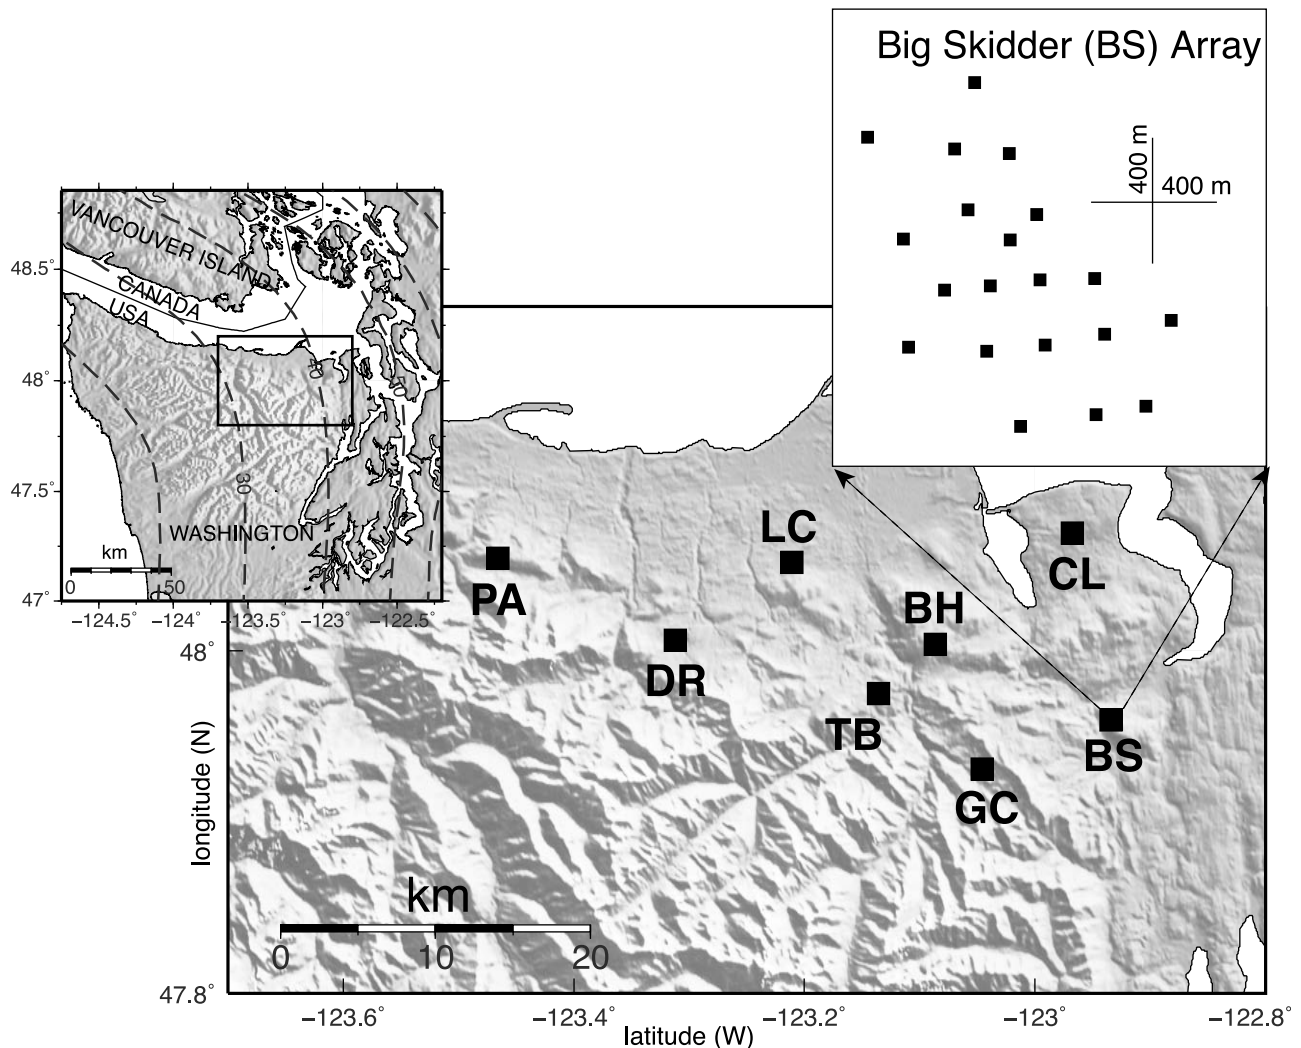 Big Skidder (BS) Array
400 m
400 m
VANCOUVER ISLAND
CANADA
USA
WASHINGTON
40
50
30
km
0
50
48.5°
48°
47.5°
47°
−124.5°
−124°
−123.5°
−123°
−122.5°
LC
CL
PA
BH
DR
TB
BS
GC
km
0
10
20
48°
47.8°
longitude (N)
−123.6°
−123.4°
−123.2°
−123°
−122.8°
latitude (W)